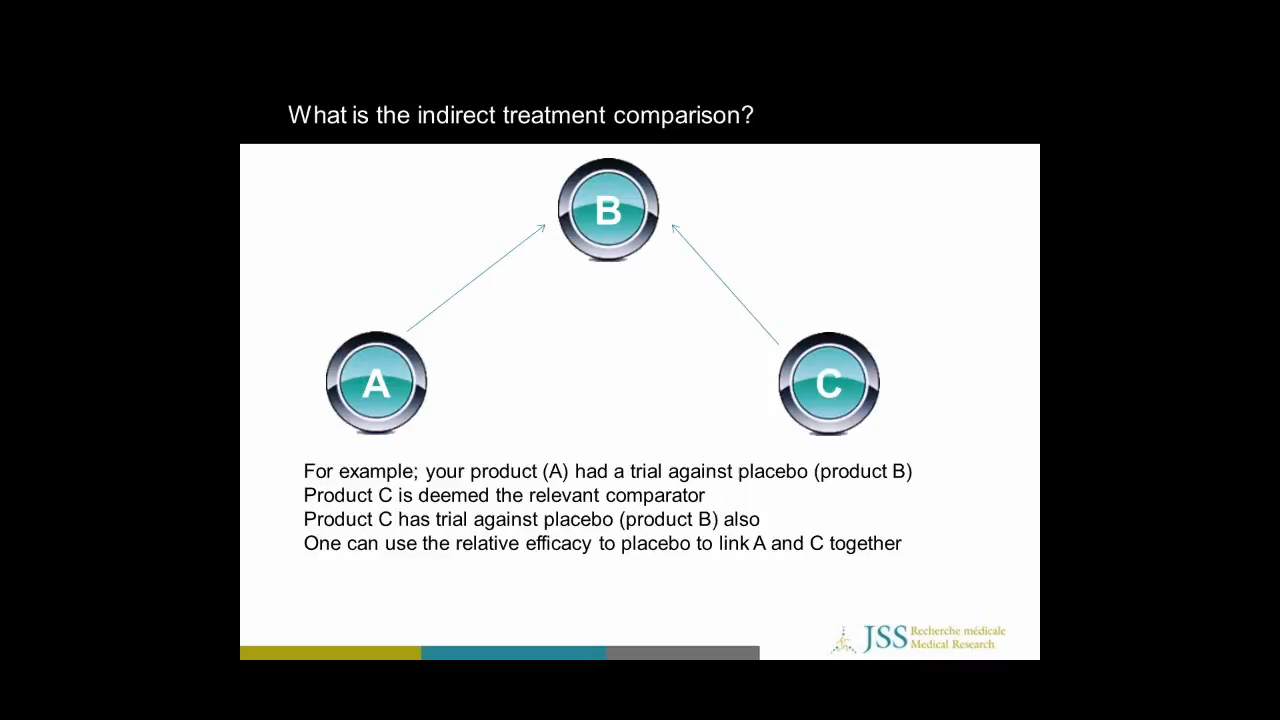 What is the indirect treatment comparison?
B
A
C
For example; your product (A) had a trial against placebo (product B)
Product C is deemed the relevant comparator
Product C has trial against placebo (product B) also
One can use the relative efficacy to placebo to link A and C together
JSS Recherche médicale
Medical Research